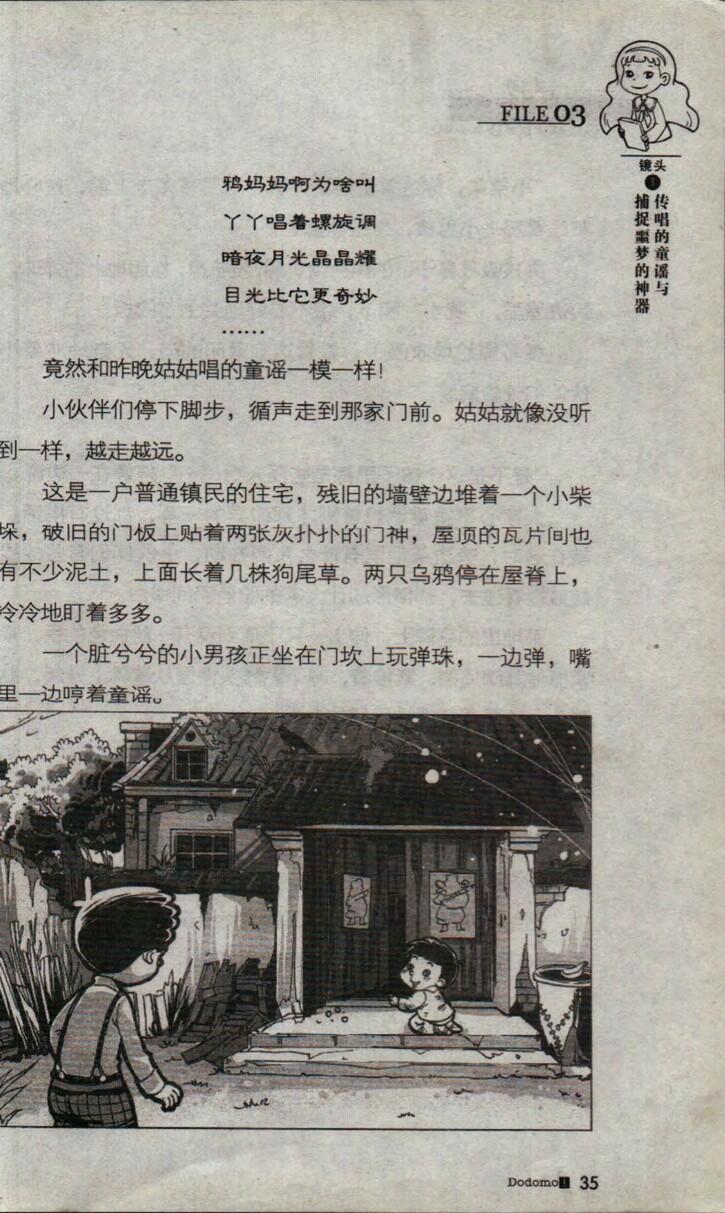 FILE 03
镜头
!
传唱的童谣与
捕捉噩梦的神器
鸦妈妈啊为啥叫
丫丫唱着螺旋调
暗夜月光晶晶耀
目光比它更奇妙
……
竟然和昨晚姑姑唱的童谣一模一样！
小伙伴们停下脚步，循声走到那家门前。姑姑就像没听
到一样，越走越远。
这是一户普通镇民的住宅，残旧的墙壁边堆着一个小柴
垛，破旧的门板上贴着两张灰扑扑的门神，屋顶的瓦片间也
有不少泥土，上面长着几株狗尾草。两只乌鸦停在屋脊上，
冷冷地盯着多多。
一个脏兮兮的小男孩正坐在门坎上玩弹珠，一边弹，嘴
里一边哼着童谣。
Dodomo! 35